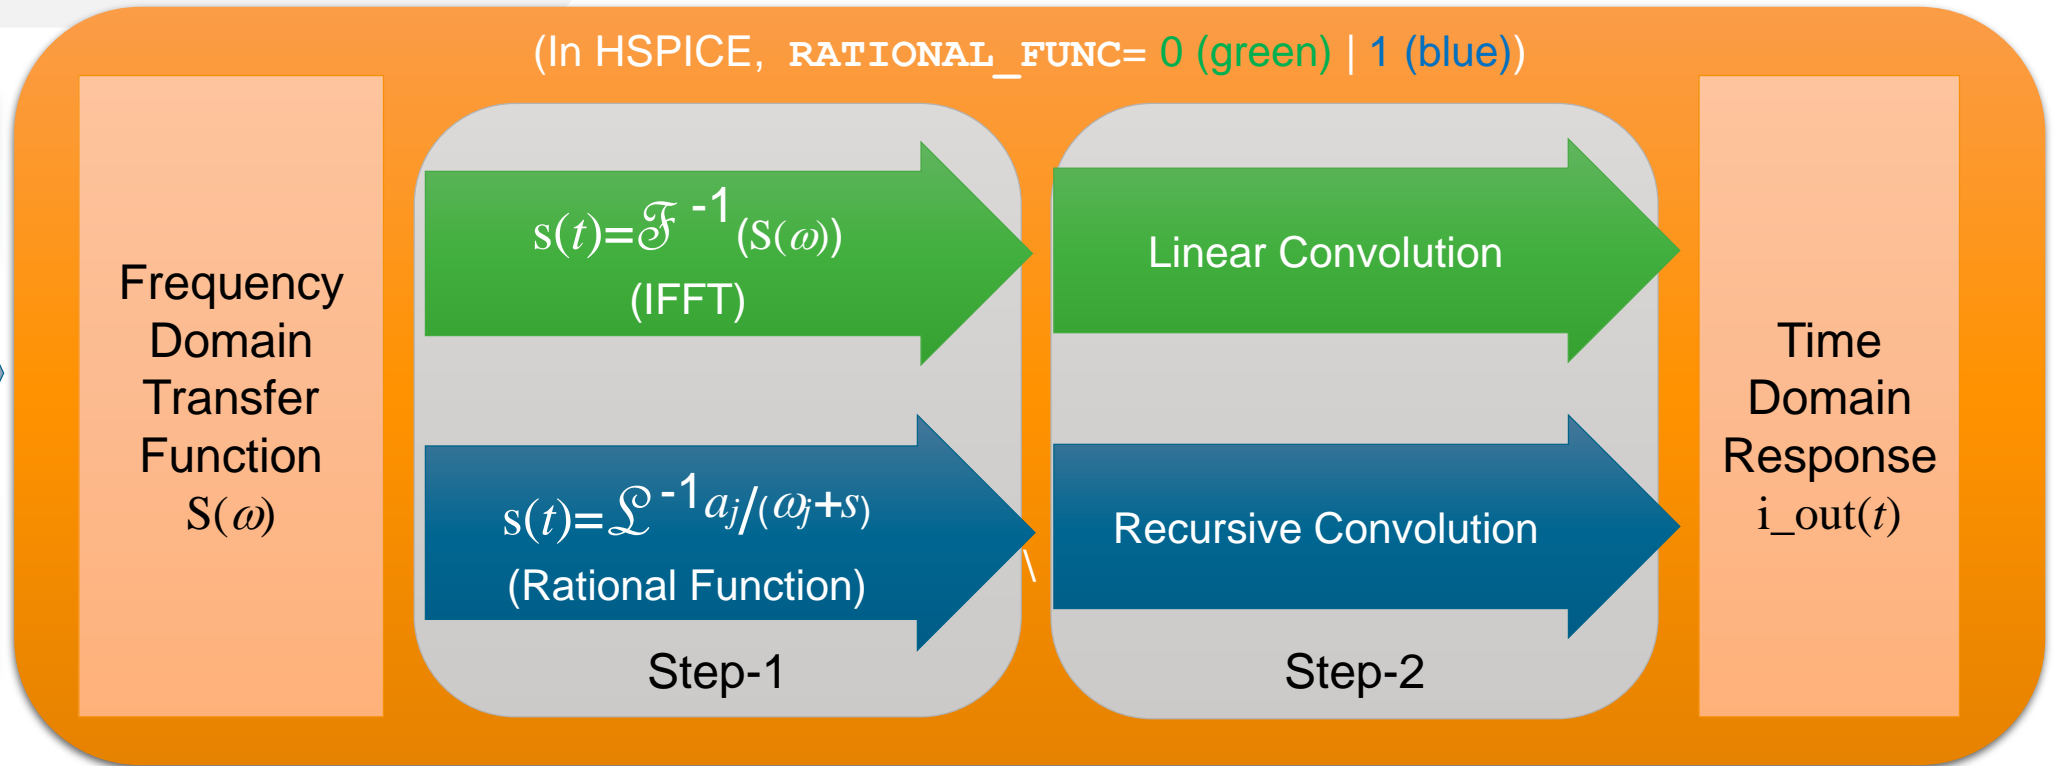 (In HSPICE, RATIONAL_FUNC= 0 (green) | 1 (blue))
Frequency
Domain
Transfer
Function
S(ω)
s(t)=ℱ -1(S(ω))
(IFFT)
s(t)=ℒ -1aj/(ωj+s)
(Rational Function)
\
Step-1
Linear Convolution
Recursive Convolution
Step-2
Time
Domain
Response
i_out(t)